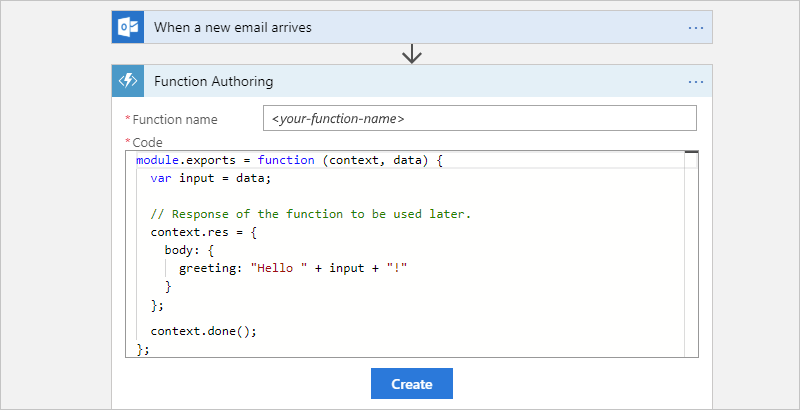 When a new email arrives
Function Authoring
*Function name
<your-function-name>
*Code
module.exports = function (context, data) {
  var input = data;

  // Response of the function to be used later.
  context.res = {
    body: {
      greeting: "Hello " + input + "!"
    }
  };
  context.done();
};
Create